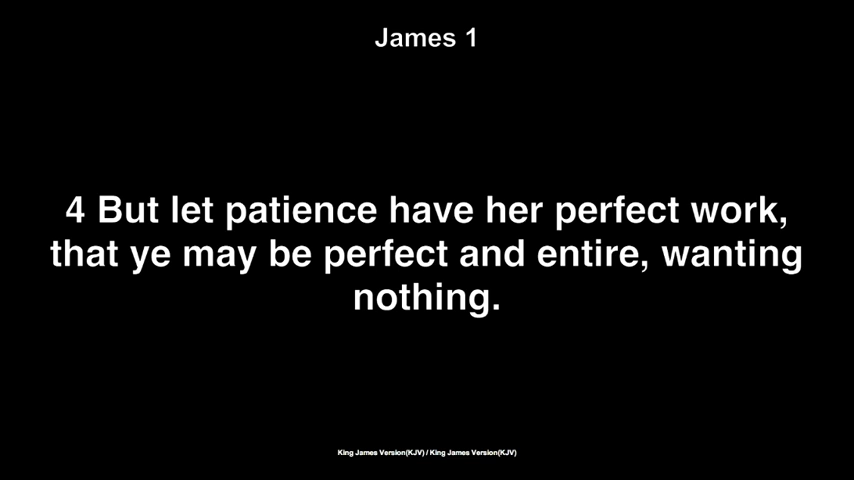 James 1
4 But let patience have her perfect work,
that ye may be perfect and entire, wanting
nothing.
King James Version(KJV) / King James Version(KJV)